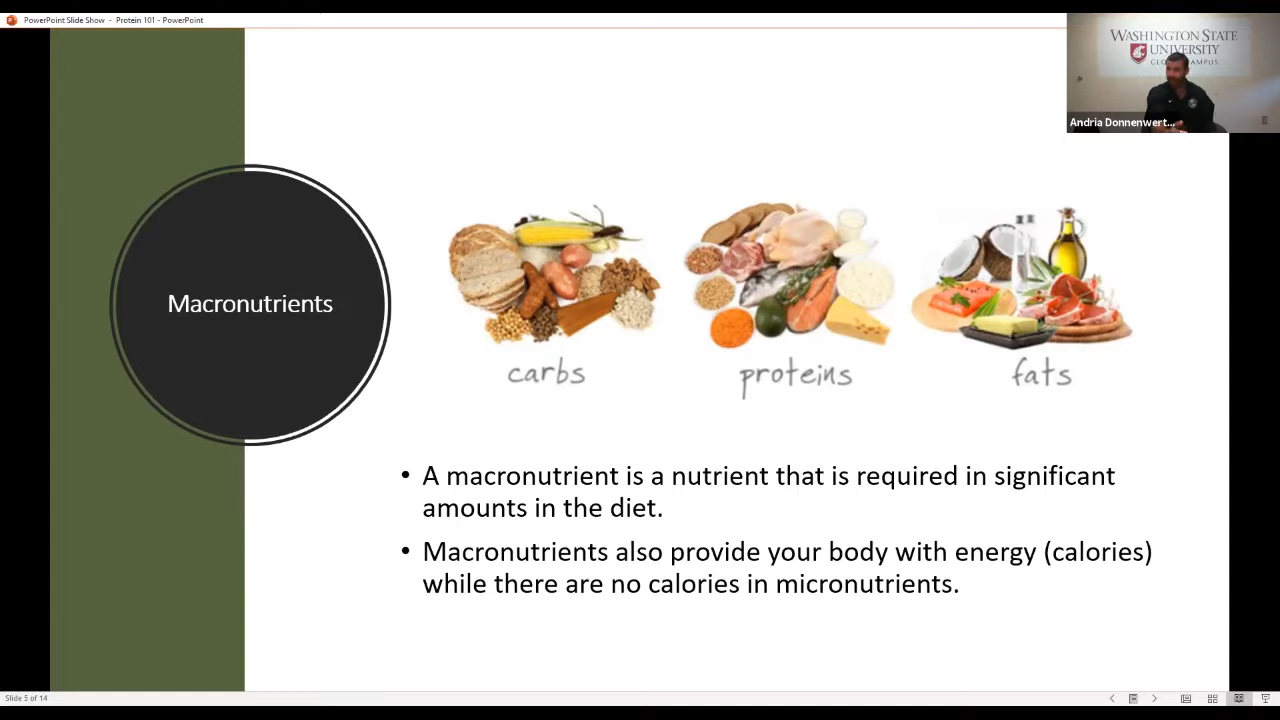 PowerPoint Slide Show - Protein 101 - PowerPoint
WASHINGTON STATE
UNIVERSITY
Andria Donnenwert...
Macronutrients
carbs
proteins
fats
• A macronutrient is a nutrient that is required in significant
amounts in the diet.
• Macronutrients also provide your body with energy (calories)
while there are no calories in micronutrients.
Slide 5 of 14